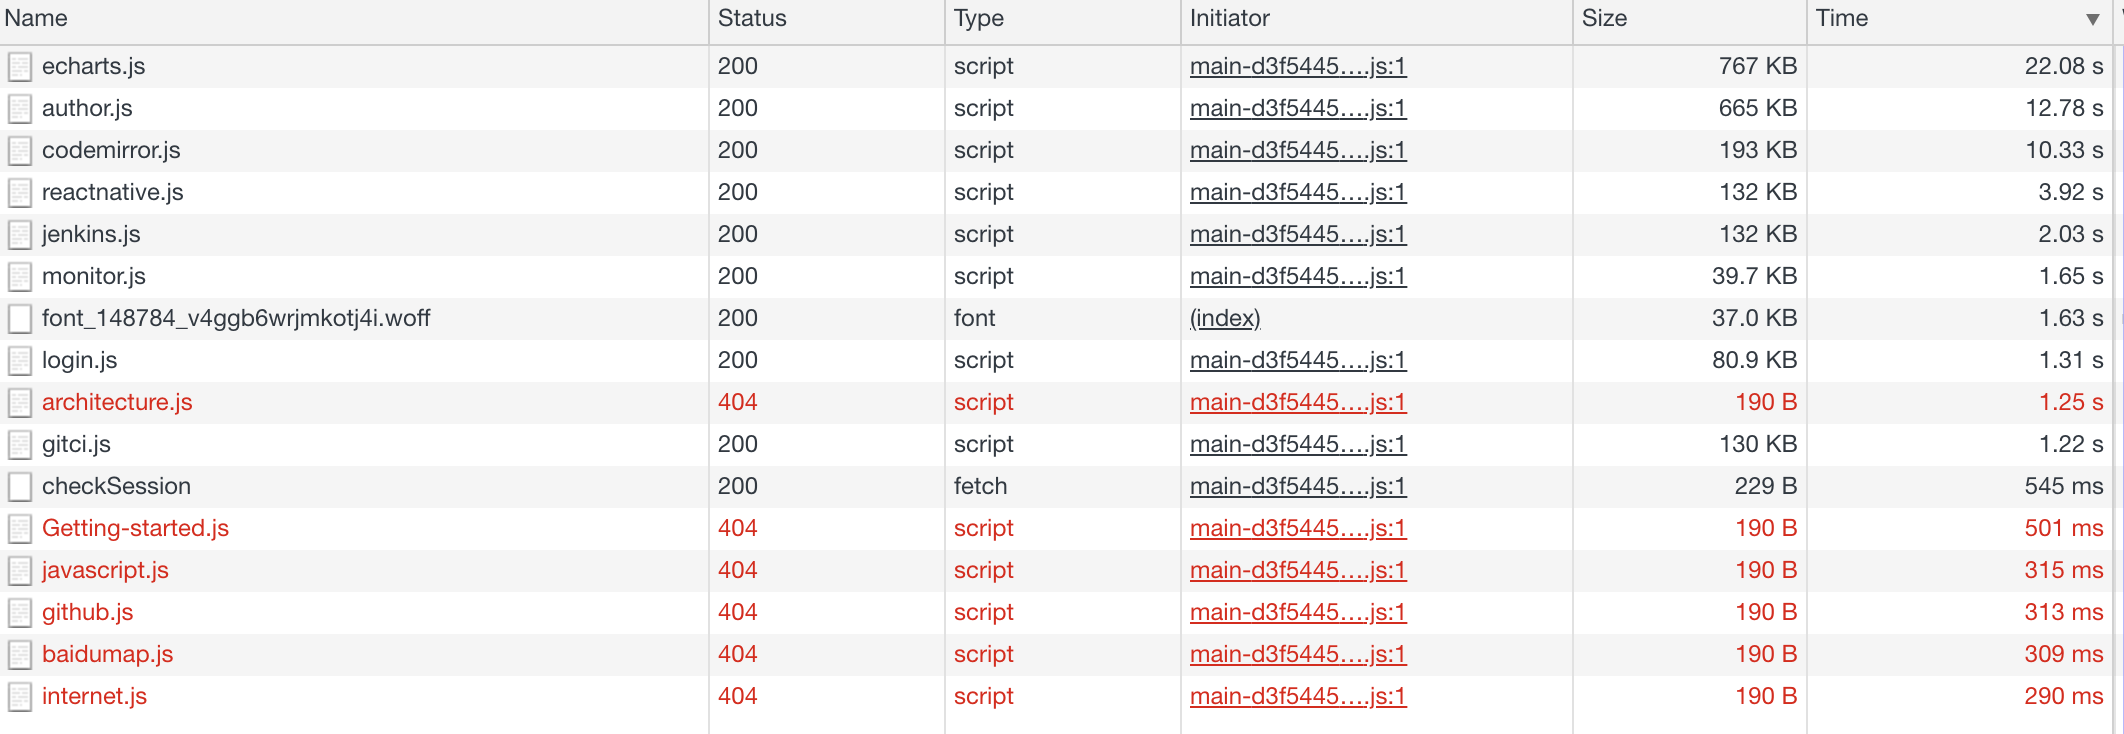 Name Status Type Initiator Size Time ▼
echarts.js 200 script main-d3f5445….js:1 767 KB 22.08 s
author.js 200 script main-d3f5445….js:1 665 KB 12.78 s
codemirror.js 200 script main-d3f5445….js:1 193 KB 10.33 s
reactnative.js 200 script main-d3f5445….js:1 132 KB 3.92 s
jenkins.js 200 script main-d3f5445….js:1 132 KB 2.03 s
monitor.js 200 script main-d3f5445….js:1 39.7 KB 1.65 s
font_148784_v4ggb6wrjmkotj4i.woff 200 font (index) 37.0 KB 1.63 s
login.js 200 script main-d3f5445….js:1 80.9 KB 1.31 s
architecture.js 404 script main-d3f5445….js:1 190 B 1.25 s
gitci.js 200 script main-d3f5445….js:1 130 KB 1.22 s
checkSession 200 fetch main-d3f5445….js:1 229 B 545 ms
Getting-started.js 404 script main-d3f5445….js:1 190 B 501 ms
javascript.js 404 script main-d3f5445….js:1 190 B 315 ms
github.js 404 script main-d3f5445….js:1 190 B 313 ms
baidumap.js 404 script main-d3f5445….js:1 190 B 309 ms
internet.js 404 script main-d3f5445….js:1 190 B 290 ms